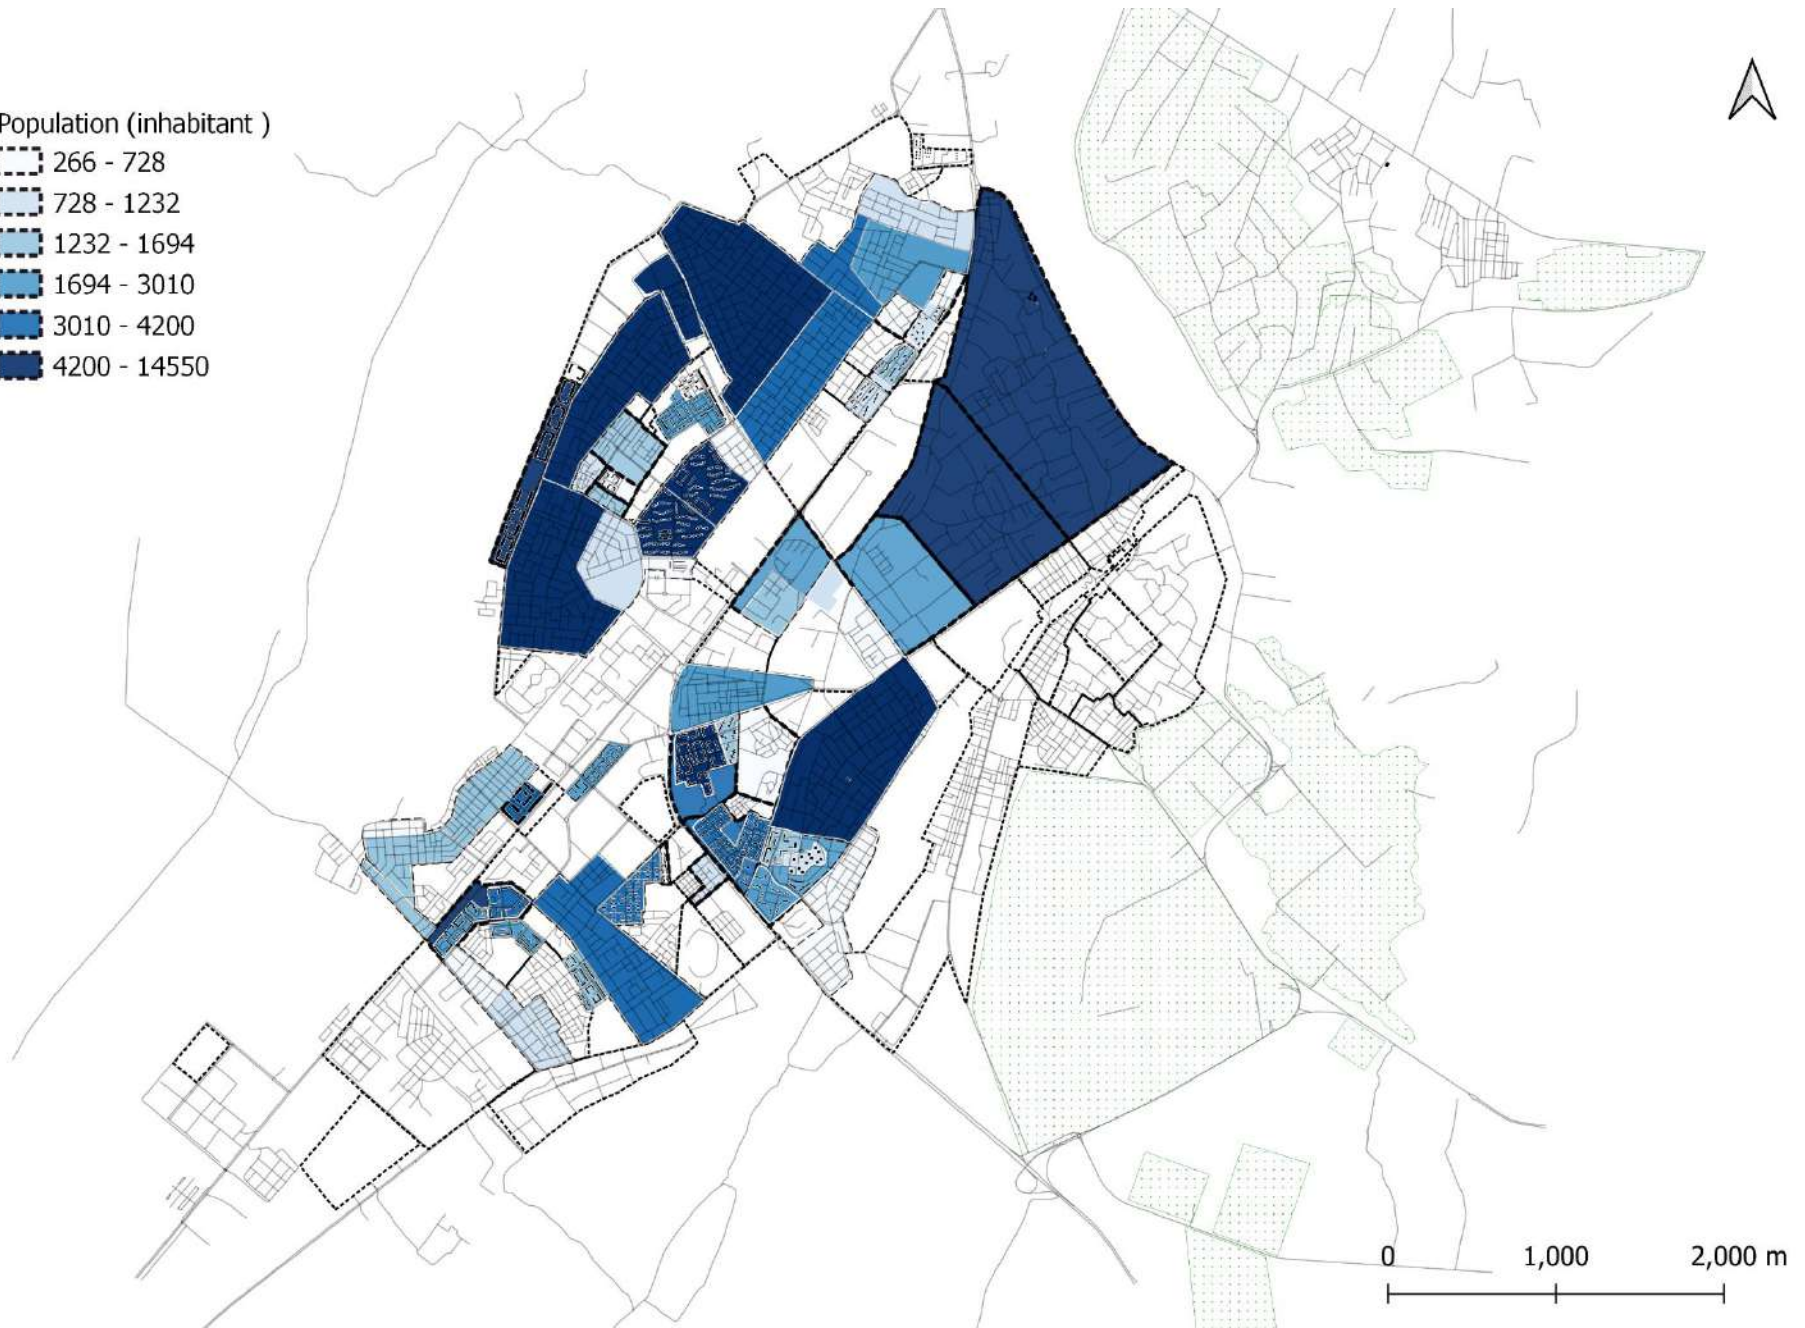 Population (inhabitant )
266 - 728
728 - 1232
1232 - 1694
1694 - 3010
3010 - 4200
4200 - 14550
0 1,000 2,000 m